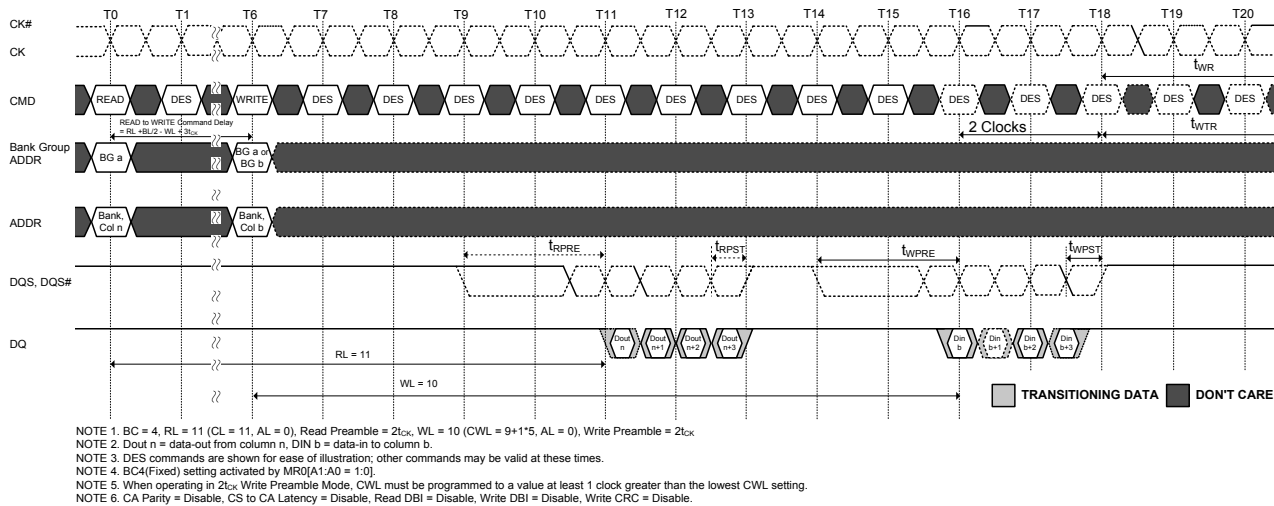 T0 T1 T6 T7 T8 T9 T10 T11 T12 T13 T14 T15 T16 T17 T18 T19 T20
CK#
CK
tWR
CMD READ DES WRITE DES DES DES DES DES DES DES DES DES DES DES DES DES DES
READ to WRITE Command Delay
= RL +BL/2 - WL + 3tCK
2 Clocks
tWTR
Bank Group
ADDR
BG a
BG a or
BG b
ADDR
Bank,
Col n
Bank,
Col b
tRPRE tRPST tWPRE tWPST
DQS, DQS#
DQ
Dout
n
Dout
n+1
Dout
n+2
Dout
n+3
Din
b
Din
b+1
Din
b+2
Din
b+3
RL = 11
WL = 10
TRANSITIONING DATA DON'T CARE
NOTE 1. BC = 4, RL = 11 (CL = 11, AL = 0), Read Preamble = 2tCK, WL = 10 (CWL = 9+1*5, AL = 0), Write Preamble = 2tCK
NOTE 2. Dout n = data-out from column n, DIN b = data-in to column b.
NOTE 3. DES commands are shown for ease of illustration; other commands may be valid at these times.
NOTE 4. BC4(Fixed) setting activated by MR0[A1:A0 = 1:0].
NOTE 5. When operating in 2tCK Write Preamble Mode, CWL must be programmed to a value at least 1 clock greater than the lowest CWL setting.
NOTE 6. CA Parity = Disable, CS to CA Latency = Disable, Read DBI = Disable, Write DBI = Disable, Write CRC = Disable.